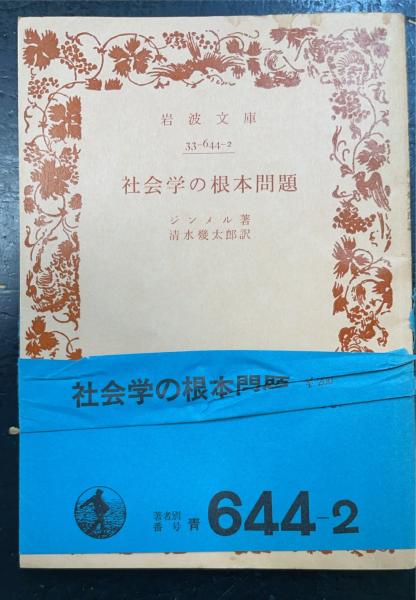 岩波文庫
33-644-2
社会学の根本問題
ジンメル著
清水幾太郎訳
社会学の根本問題 ￥200
著者別
番号 青 644-2